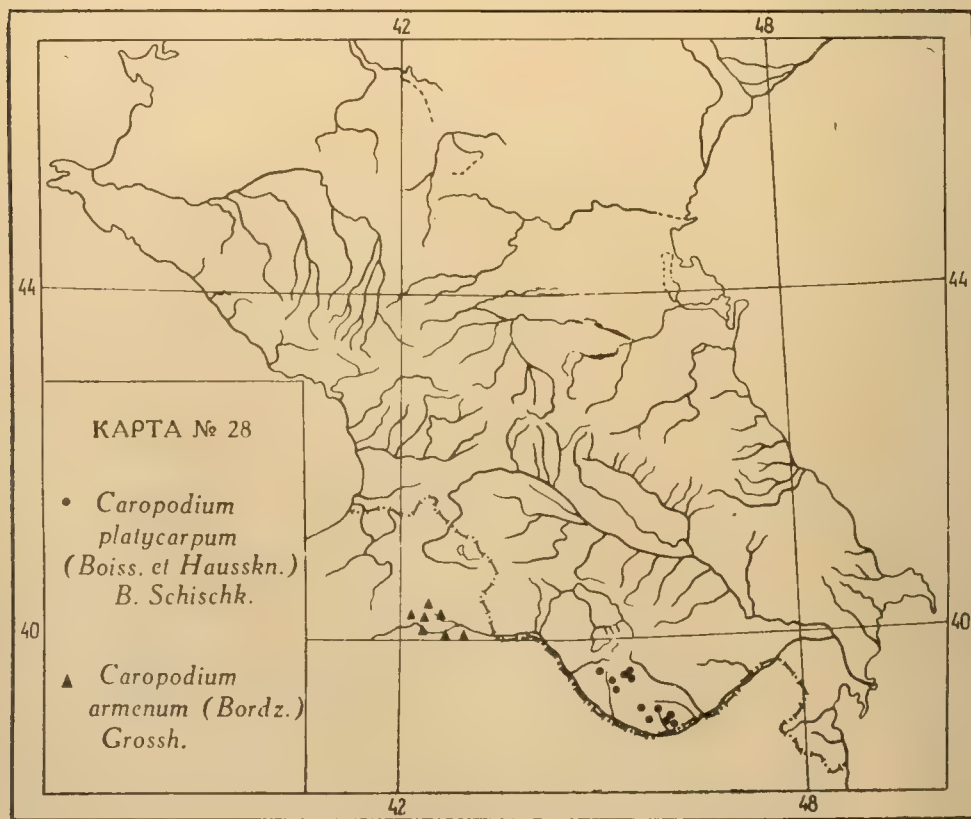 42 48
44 44
КАРТА № 28
Caropodium
platycarpum
(Boiss. et Hausskn.)
B. Schischk.
40 40
Caropodium
armenum (Bordz.)
Grossh.
42 48